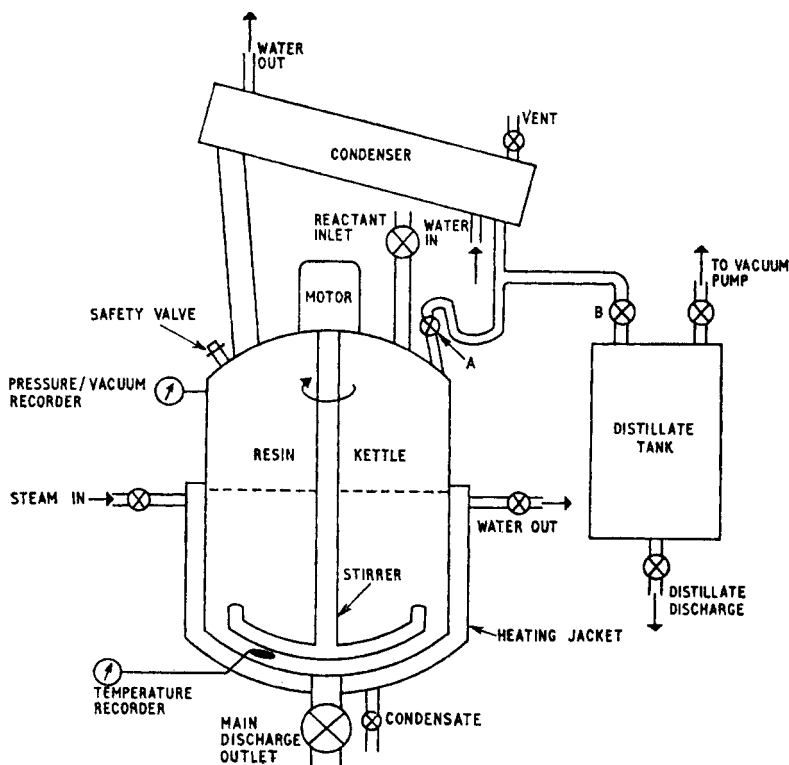 WATER
OUT
VENT
CONDENSER
REACTANT
INLET
WATER
IN
TO VACUUM
PUMP
MOTOR
SAFETY VALVE
B
A
PRESSURE/VACUUM
RECORDER
RESIN KETTLE
DISTILLATE
TANK
STEAM IN
WATER OUT
STIRRER
DISTILLATE
DISCHARGE
HEATING JACKET
TEMPERATURE
RECORDER
MAIN
DISCHARGE
OUTLET
CONDENSATE